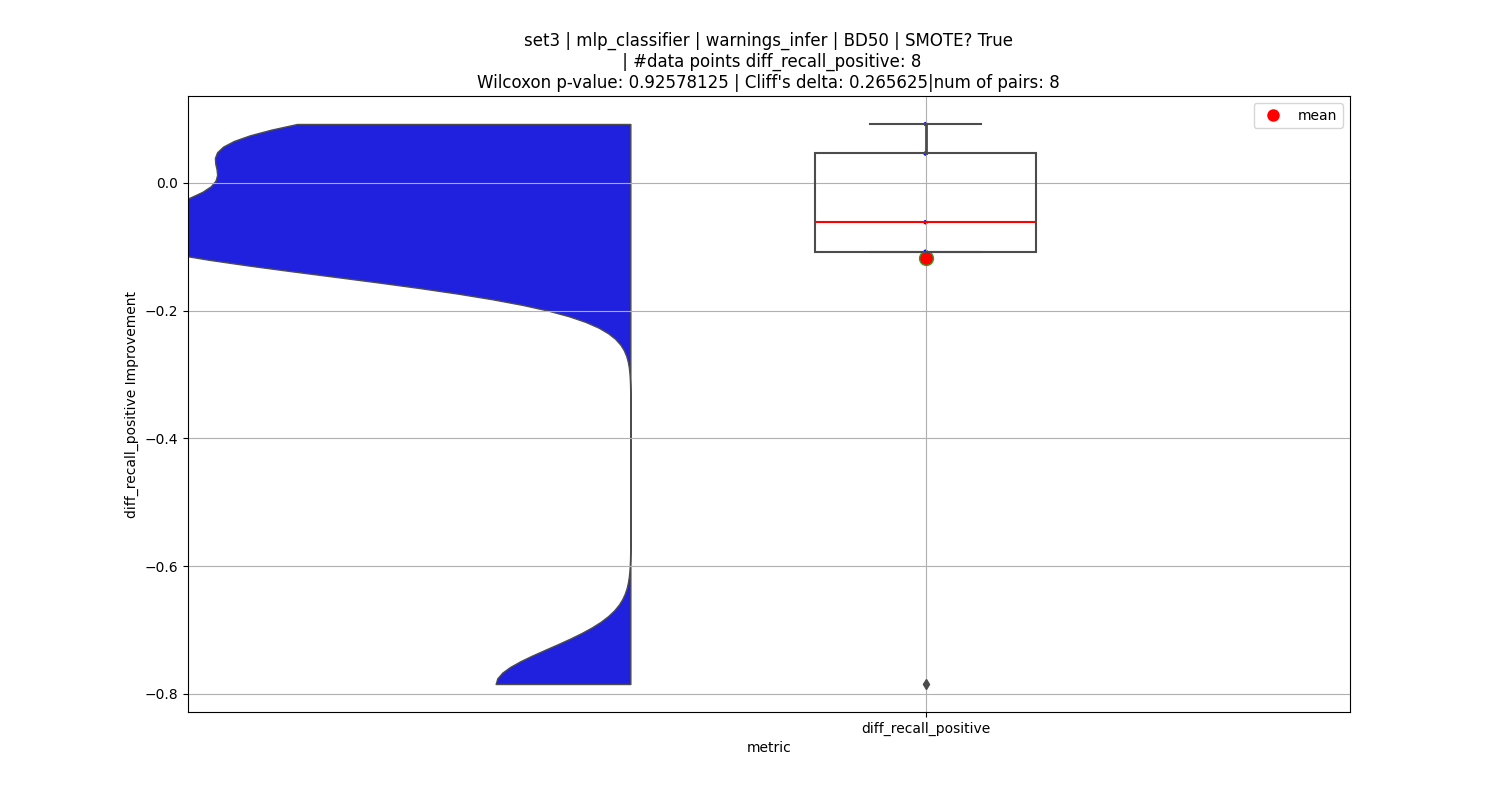 set3 | mlp_classifier | warnings_infer | BD50 | SMOTE? True
| #data points diff_recall_positive: 8
Wilcoxon p-value: 0.92578125 | Cliff's delta: 0.265625|num of pairs: 8
mean
0.0
−0.2
−0.4
−0.6
−0.8
diff_recall_positive Improvement
diff_recall_positive
metric